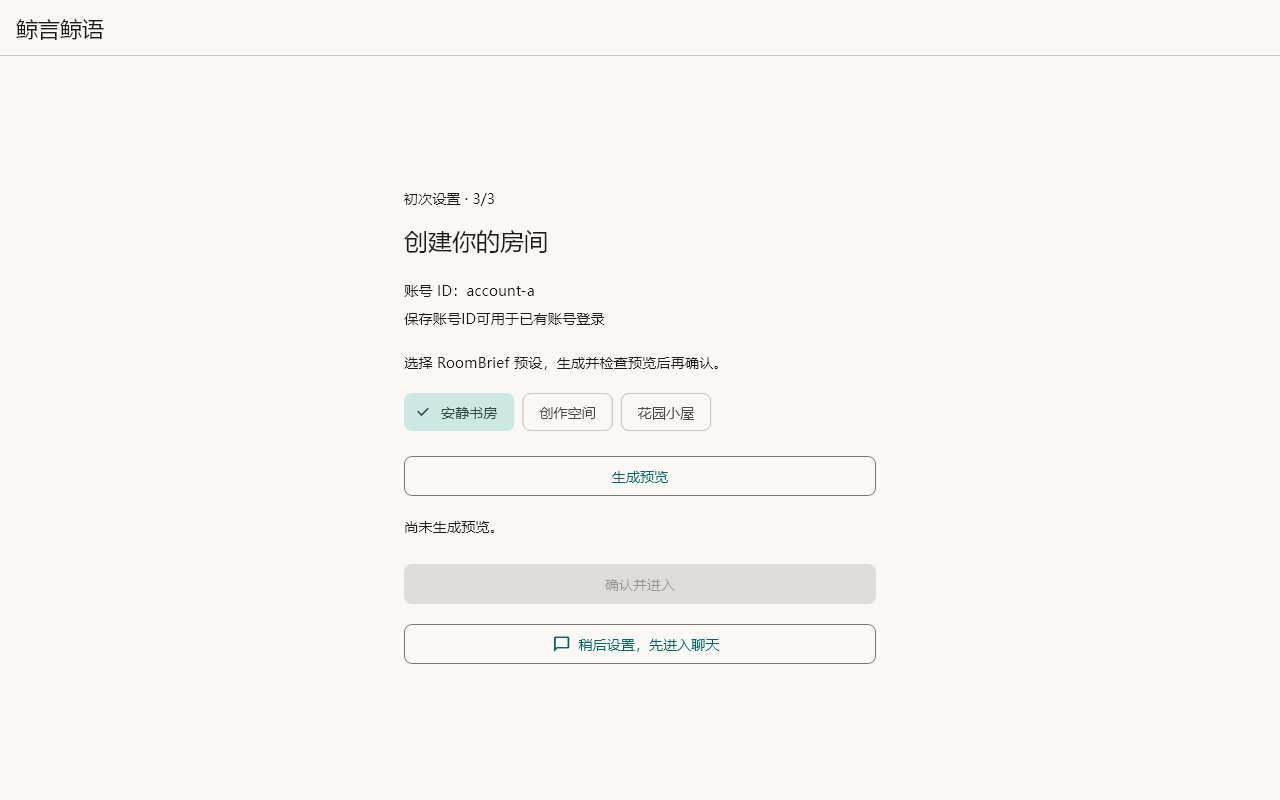 鲸言鲸语
初次设置 · 3/3
创建你的房间
账号 ID：account-a
保存账号ID可用于已有账号登录
选择 RoomBrief 预设，生成并检查预览后再确认。
安静书房
创作空间
花园小屋
生成预览
尚未生成预览。
确认并进入
稍后设置，先进入聊天